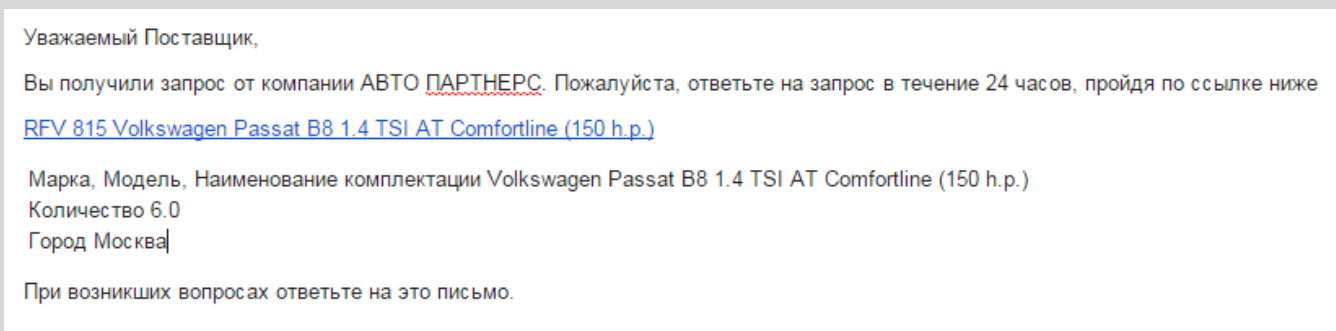 Уважаемый Поставщик,
Вы получили запрос от компании АВТО ПАРТНЕРС. Пожалуйста, ответьте на запрос в течение 24 часов, пройдя по ссылке ниже
RFV 815 Volkswagen Passat B8 1.4 TSI AT Comfortline (150 h.p.)
Марка, Модель, Наименование комплектации Volkswagen Passat B8 1.4 TSI AT Comfortline (150 h.p.)
Количество 6.0
Город Москва
При возникших вопросах ответьте на это письмо.